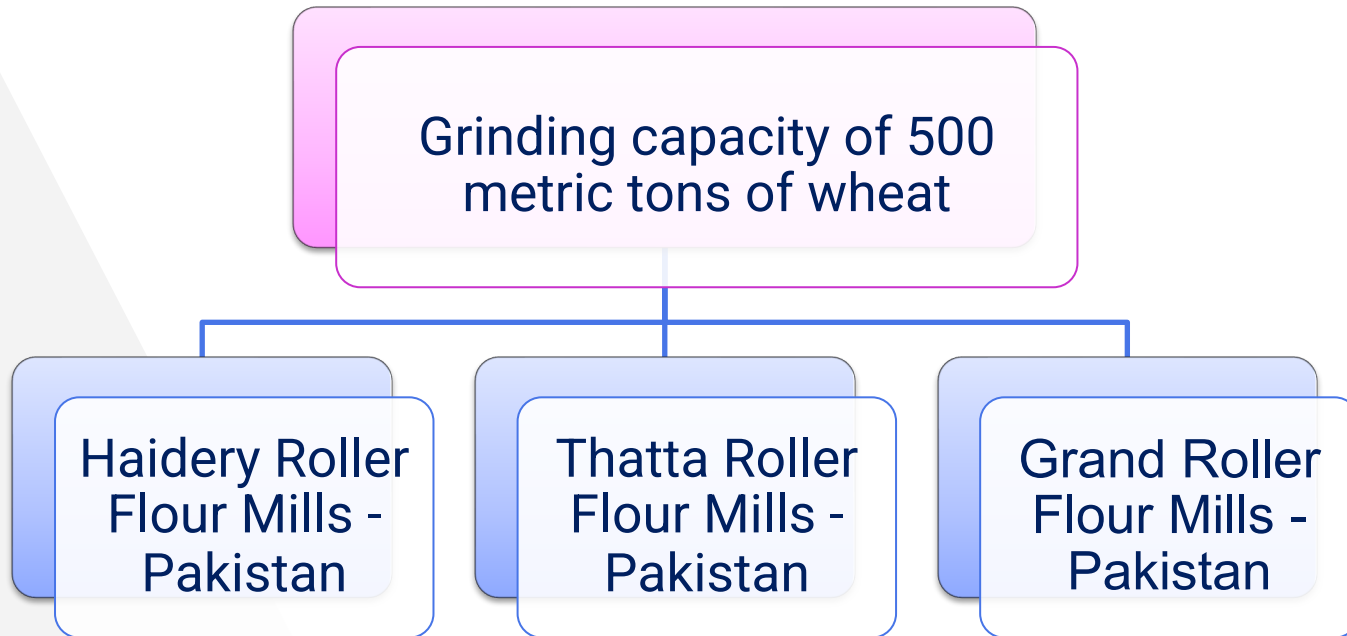 Grinding capacity of 500
metric tons of wheat
Haidery Roller
Flour Mills -
Pakistan
Thatta Roller
Flour Mills -
Pakistan
Grand Roller
Flour Mills -
Pakistan